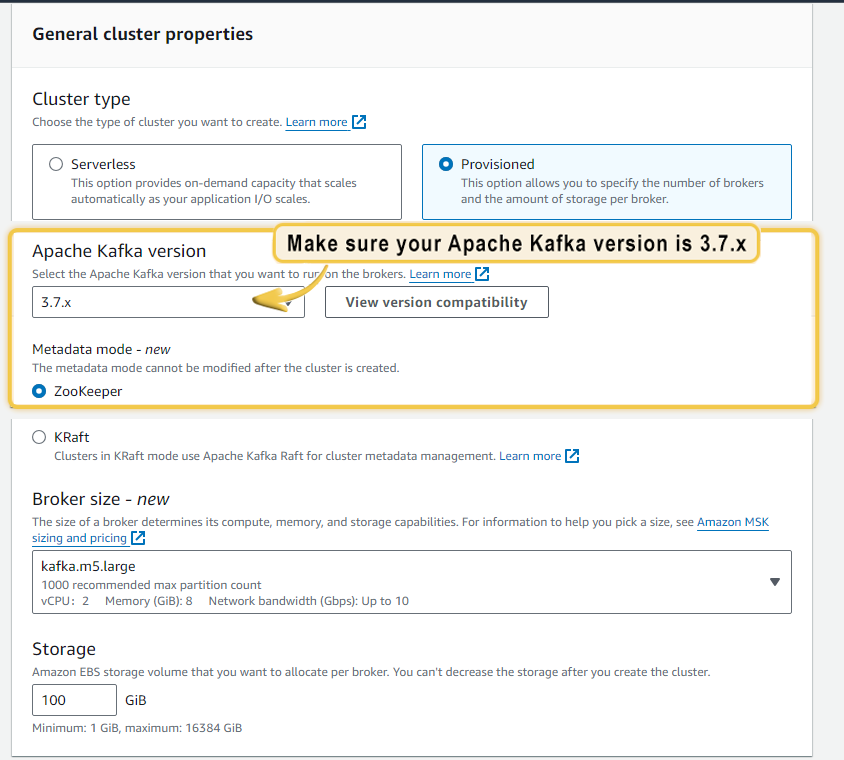 General cluster properties
Cluster type
Choose the type of cluster you want to create. Learn more
Serverless
This option provides on-demand capacity that scales
automatically as your application I/O scales.
Provisioned
This option allows you to specify the number of brokers
and the amount of storage per broker.
Make sure your Apache Kafka version is 3.7.x
Apache Kafka version
Select the Apache Kafka version that you want to run on the brokers. Learn more
3.7.x
View version compatibility
Metadata mode - new
The metadata mode cannot be modified after the cluster is created.
ZooKeeper
KRaft
Clusters in KRaft mode use Apache Kafka Raft for cluster metadata management. Learn more
Broker size - new
The size of a broker determines its compute, memory, and storage capabilities. For information to help you pick a size, see Amazon MSK
sizing and pricing
kafka.m5.large
1000 recommended max partition count
vCPU: 2 Memory (GiB): 8 Network bandwidth (Gbps): Up to 10
Storage
Amazon EBS storage volume that you want to allocate per broker. You can't decrease the storage after you create the cluster.
100 GiB
Minimum: 1 GiB, maximum: 16384 GiB